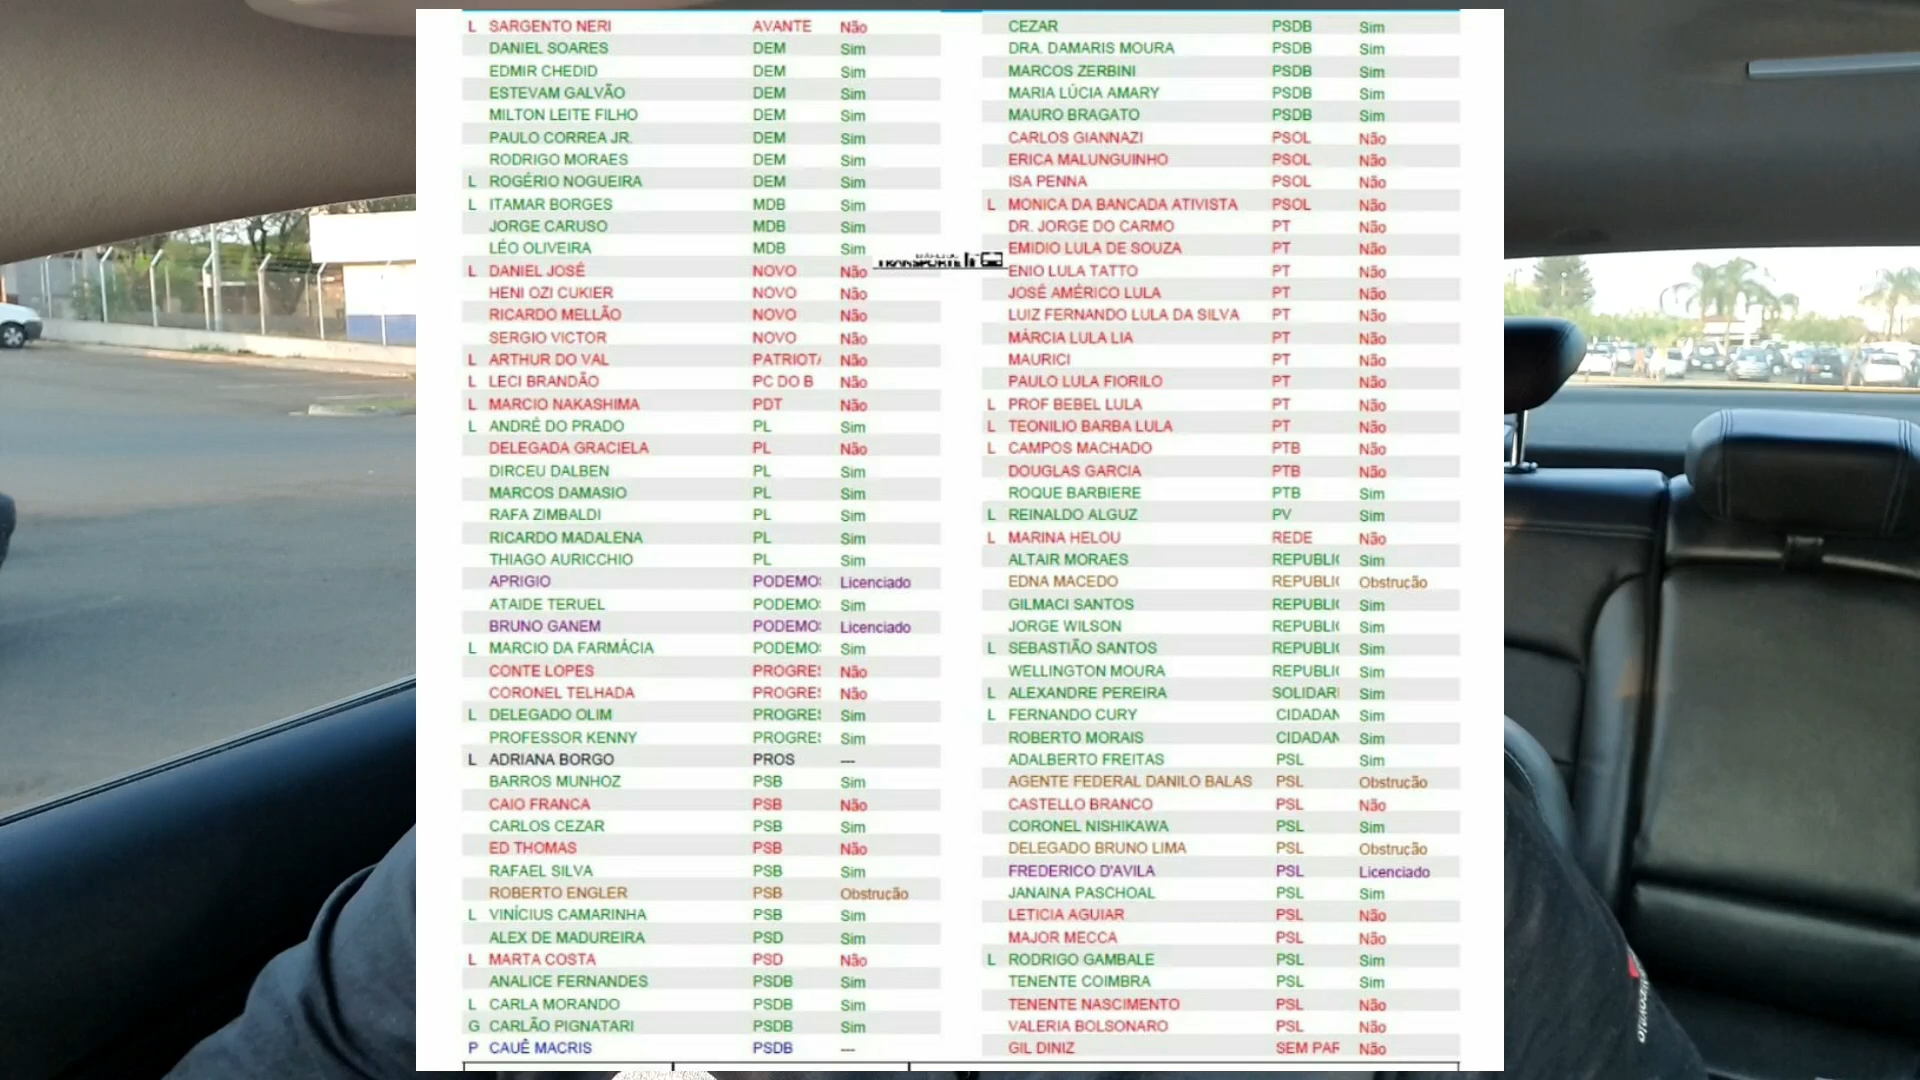 L SARGENTO NERI AVANTE Não
DANIEL SOARES DEM Sim
EDMIR CHEDID DEM Sim
ESTEVAM GALVÃO DEM Sim
MILTON LEITE FILHO DEM Sim
PAULO CORREA JR. DEM Sim
RODRIGO MORAES DEM Sim
L ROGÉRIO NOGUEIRA DEM Sim
L ITAMAR BORGES MDB Sim
JORGE CARUSO MDB Sim
LÉO OLIVEIRA MDB Sim
L DANIEL JOSÉ NOVO Não
HENI OZI CUKIER NOVO Não
RICARDO MELLÃO NOVO Não
SERGIO VICTOR NOVO Não
L ARTHUR DO VAL PATRIOTA Não
L LECI BRANDÃO PC DO B Não
L MARCIO NAKASHIMA PDT Não
L ANDRÉ DO PRADO PL Sim
DELEGADA GRACIELA PL Não
DIRCEU DALBEN PL Sim
MARCOS DAMASIO PL Sim
RAFA ZIMBALDI PL Sim
RICARDO MADALENA PL Sim
THIAGO AURICCHIO PL Sim
APRIGIO PODEMOS Licenciado
ATAIDE TERUEL PODEMOS Sim
BRUNO GANEM PODEMOS Licenciado
L MARCIO DA FARMÁCIA PODEMOS Sim
CONTE LOPES PROGRES Não
CORONEL TELHADA PROGRES Não
L DELEGADO OLIM PROGRES Sim
PROFESSOR KENNY PROGRES Sim
L ADRIANA BORGO PROS ---
BARROS MUNHOZ PSB Sim
CAIO FRANCA PSB Não
CARLOS CEZAR PSB Sim
ED THOMAS PSB Não
RAFAEL SILVA PSB Sim
ROBERTO ENGLER PSB Obstrução
L VINÍCIUS CAMARINHA PSB Sim
ALEX DE MADUREIRA PSD Sim
L MARTA COSTA PSD Não
ANALICE FERNANDES PSDB Sim
L CARLA MORANDO PSDB Sim
G CARLÃO PIGNATARI PSDB Sim
P CAUÊ MACRIS PSDB ---
CEZAR PSDB Sim
DRA. DAMARIS MOURA PSDB Sim
MARCOS ZERBINI PSDB Sim
MARIA LÚCIA AMARY PSDB Sim
MAURO BRAGATO PSDB Sim
CARLOS GIANNAZI PSOL Não
ERICA MALUNGUINHO PSOL Não
ISA PENNA PSOL Não
L MONICA DA BANCADA ATIVISTA PSOL Não
DR. JORGE DO CARMO PT Não
EMIDIO LULA DE SOUZA PT Não
ENIO LULA TATTO PT Não
JOSÉ AMÉRICO LULA PT Não
LUIZ FERNANDO LULA DA SILVA PT Não
MÁRCIA LULA LIA PT Não
MAURICI PT Não
PAULO LULA FIORILO PT Não
L PROF BEBEL LULA PT Não
L TEONILIO BARBA LULA PT Não
L CAMPOS MACHADO PTB Não
DOUGLAS GARCIA PTB Não
ROQUE BARBIERE PTB Sim
L REINALDO ALGUZ PV Sim
L MARINA HELOU REDE Não
ALTAIR MORAES REPUBLIC Sim
EDNA MACEDO REPUBLIC Obstrução
GILMACI SANTOS REPUBLIC Sim
JORGE WILSON REPUBLIC Sim
L SEBASTIÃO SANTOS REPUBLIC Sim
WELLINGTON MOURA REPUBLIC Sim
L ALEXANDRE PEREIRA SOLIDARI Sim
L FERNANDO CURY CIDADAN Sim
ROBERTO MORAIS CIDADAN Sim
ADALBERTO FREITAS PSL Sim
AGENTE FEDERAL DANILO BALAS PSL Obstrução
CASTELLO BRANCO PSL Não
CORONEL NISHIKAWA PSL Sim
DELEGADO BRUNO LIMA PSL Obstrução
FREDERICO D'AVILA PSL Licenciado
JANAINA PASCHOAL PSL Sim
LETICIA AGUIAR PSL Não
MAJOR MECCA PSL Não
L RODRIGO GAMBALE PSL Sim
TENENTE COIMBRA PSL Sim
TENENTE NASCIMENTO PSL Não
VALERIA BOLSONARO PSL Não
GIL DINIZ SEM PAR Não
TRANSPORTE